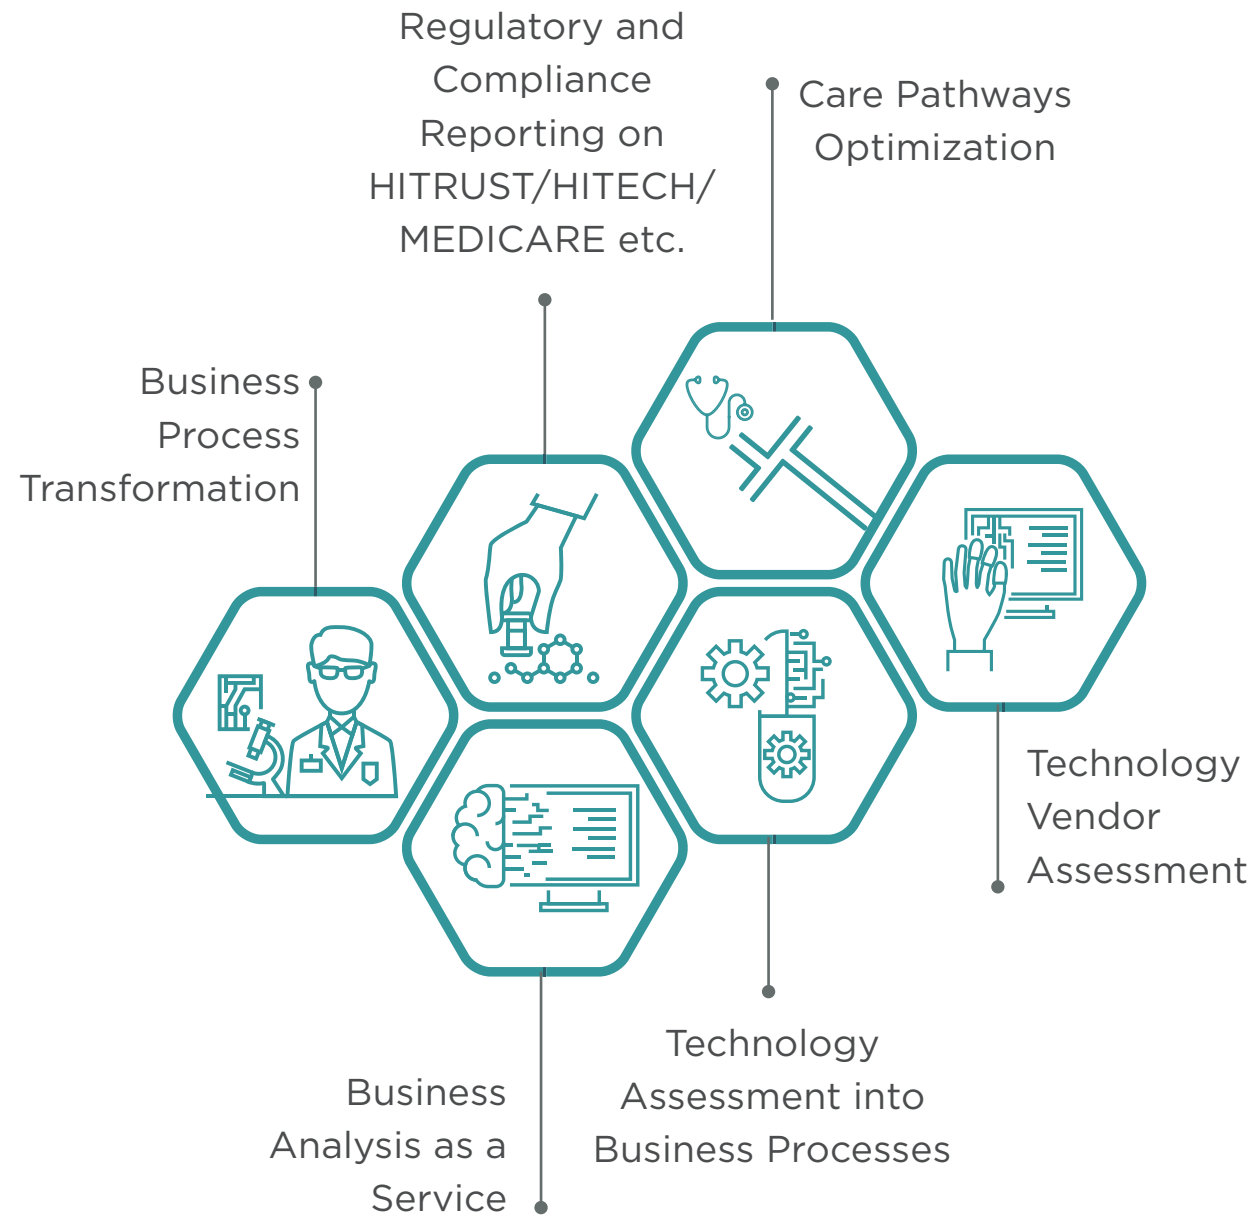 Regulatory and
Compliance
Reporting on
HITRUST/HITECH/
MEDICARE etc.
Care Pathways
Optimization
Business
Process
Transformation
Technology
Vendor
Assessment
Technology
Assessment into
Business Processes
Business
Analysis as a
Service